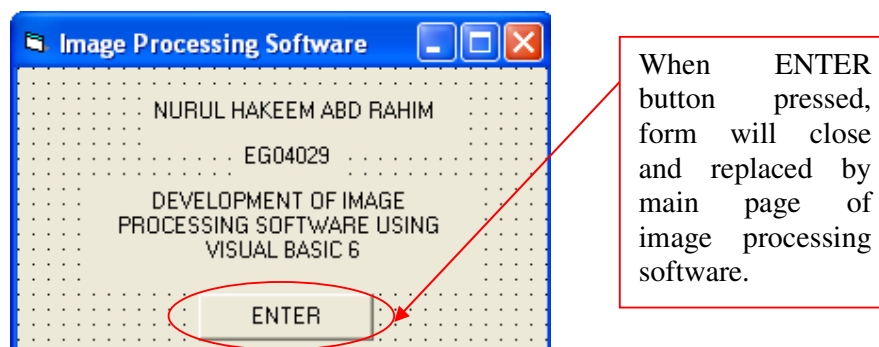 Image Processing Software
NURUL HAKEEM ABD RAHIM
EG04029
DEVELOPMENT OF IMAGE
PROCESSING SOFTWARE USING
VISUAL BASIC 6
ENTER
When ENTER
button pressed,
form will close
and replaced by
main page of
image processing
software.